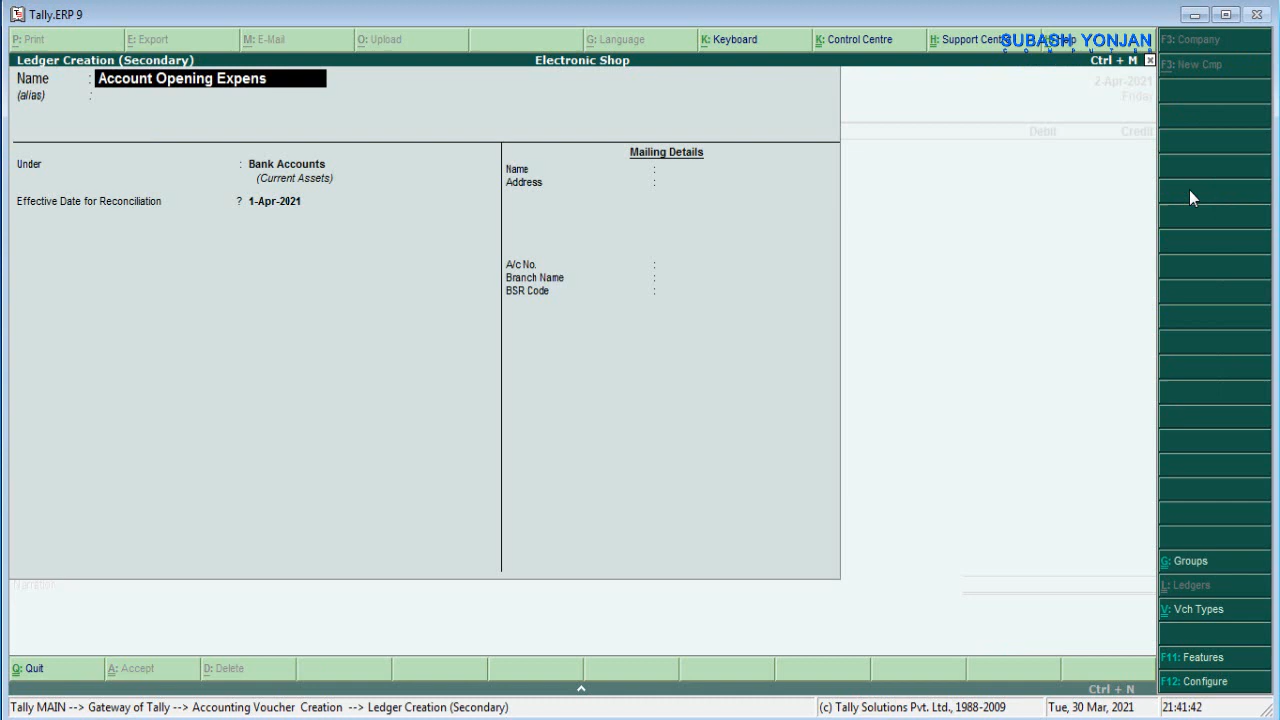 Tally.ERP 9
P: Print E: Export M: E-Mail O: Upload G: Language K: Keyboard K: Control Centre H: Support Cent
SUBASH YONJAN
F3: Company
Ledger Creation (Secondary) Electronic Shop Ctrl + M
F3: New Cmp
Name : Account Opening Expens
(alias) :
2-Apr-2021
Friday
Debit Credit
Under : Bank Accounts
(Current Assets)
Effective Date for Reconciliation ? 1-Apr-2021
Mailing Details
Name :
Address :
A/c No. :
Branch Name :
BSR Code :
G: Groups
L: Ledgers
V: Vch Types
F11: Features
F12: Configure
Narration:
Q: Quit A: Accept D: Delete
Ctrl + N
Tally MAIN --> Gateway of Tally --> Accounting Voucher Creation --> Ledger Creation (Secondary) (c) Tally Solutions Pvt. Ltd., 1988-2009 Tue, 30 Mar, 2021 21:41:42